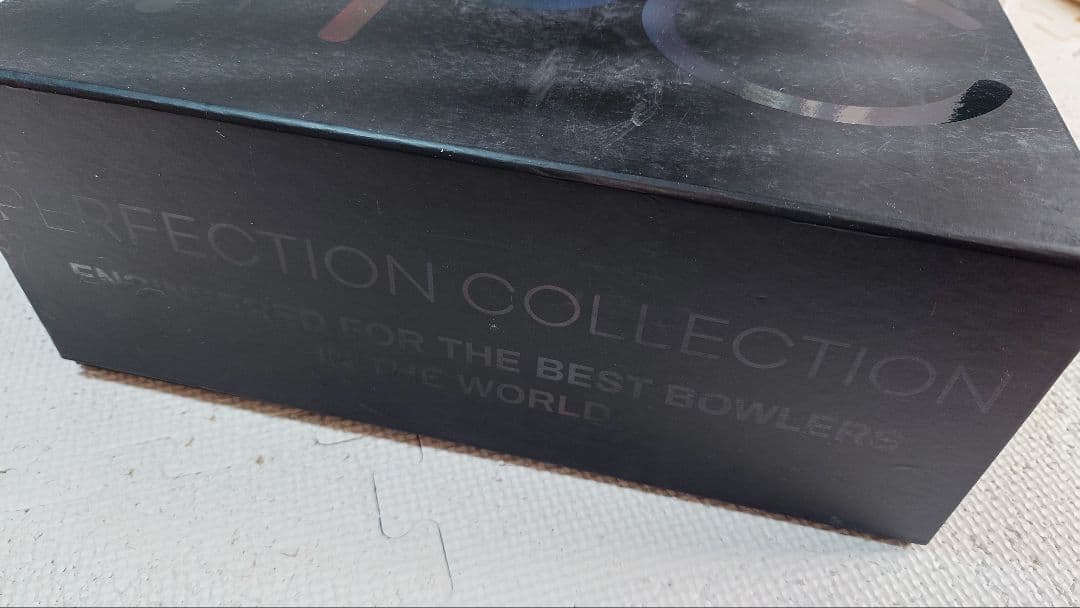 PERFECTION COLLECTION
ENGINEERED FOR THE BEST BOWLERS
IN THE WORLD